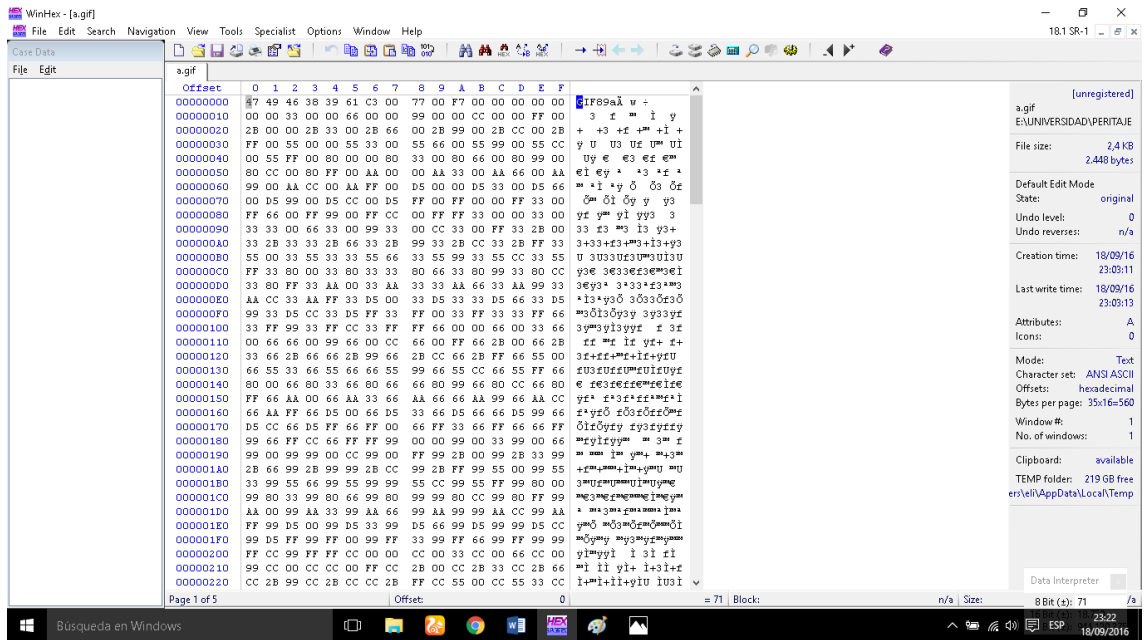 WinHex - [a.gif]
File Edit Search Navigation View Tools Specialist Options Window Help
18.1 SR-1
Case Data
File Edit
a.gif
[unregistered]
a.gif
E:\UNIVERSIDAD\PERITAJE
File size: 2,4 KB
2.448 bytes
Default Edit Mode
State: original
Undo level: 0
Undo reverses: n/a
Creation time: 18/09/16
23:03:11
Last write time: 18/09/16
23:03:13
Attributes: A
Icons: 0
Mode: Text
Character set: ANSI ASCII
Offsets: hexadecimal
Bytes per page: 35x16=560
Window #: 1
No. of windows: 1
Clipboard: available
TEMP folder: 219 GB free
ers\eli\AppData\Local\Temp
Offset 0 1 2 3 4 5 6 7 8 9 A B C D E F
00000000 47 49 46 38 39 61 C3 00 77 00 F7 00 00 00 00 00 GIF89aÃ w ÷
00000010 00 00 33 00 00 66 00 00 99 00 00 CC 00 00 FF 00
00000020 2B 00 00 2B 33 00 2B 66 00 2B 99 00 2B CC 00 2B
00000030 FF 00 55 00 00 55 33 00 55 66 00 55 99 00 55 CC
00000040 00 55 FF 00 80 00 00 80 33 00 80 66 00 80 99 00
00000050 80 CC 00 80 FF 00 AA 00 00 AA 33 00 AA 66 00 AA
00000060 99 00 AA CC 00 AA FF 00 D5 00 00 D5 33 00 D5 66
00000070 00 D5 99 00 D5 CC 00 D5 FF 00 FF 00 00 FF 33 00
00000080 FF 66 00 FF 99 00 FF CC 00 FF FF 33 00 00 33 00
00000090 33 33 00 66 33 00 99 33 00 CC 33 00 FF 33 2B 00
000000A0 33 2B 33 33 2B 66 33 2B 99 33 2B CC 33 2B FF 33
000000B0 55 00 33 55 33 33 55 66 33 55 99 33 55 CC 33 55
000000C0 FF 33 80 00 33 80 33 33 80 66 33 80 99 33 80 CC
000000D0 33 80 FF 33 AA 00 33 AA 33 33 AA 66 33 AA 99 33
000000E0 AA CC 33 AA FF 33 D5 00 33 D5 33 33 D5 66 33 D5
000000F0 99 33 D5 CC 33 D5 FF 33 FF 00 33 FF 33 33 FF 66
00000100 33 FF 99 33 FF CC 33 FF FF 66 00 00 66 00 33 66
00000110 00 66 66 00 99 66 00 CC 66 00 FF 66 2B 00 66 2B
00000120 33 66 2B 66 66 2B 99 66 2B CC 66 2B FF 66 55 00
00000130 66 55 33 66 55 66 66 55 99 66 55 CC 66 55 FF 66
00000140 80 00 66 80 33 66 80 66 66 80 99 66 80 CC 66 80
00000150 FF 66 AA 00 66 AA 33 66 AA 66 66 AA 99 66 AA CC
00000160 66 AA FF 66 D5 00 66 D5 33 66 D5 66 66 D5 99 66
00000170 D5 CC 66 D5 FF 66 FF 00 66 FF 33 66 FF 66 66 FF
00000180 99 66 FF CC 66 FF FF 99 00 00 99 00 33 99 00 66
00000190 99 00 99 99 00 CC 99 00 FF 99 2B 00 99 2B 33 99
000001A0 2B 66 99 2B 99 99 2B CC 99 2B FF 99 55 00 99 55
000001B0 33 99 55 66 99 55 99 99 55 CC 99 55 FF 99 80 00
000001C0 99 80 33 99 80 66 99 80 99 99 80 CC 99 80 FF 99
000001D0 AA 00 99 AA 33 99 AA 66 99 AA 99 99 AA CC 99 AA
000001E0 FF 99 D5 00 99 D5 33 99 D5 66 99 D5 99 99 D5 CC
000001F0 99 D5 FF 99 FF 00 99 FF 33 99 FF 66 99 FF 99 99
00000200 FF CC 99 FF FF CC 00 00 CC 00 33 CC 00 66 CC 00
00000210 99 CC 00 CC CC 00 FF CC 2B 00 CC 2B 33 CC 2B 66
00000220 CC 2B 99 CC 2B CC CC 2B FF CC 55 00 CC 55 33 CC
Page 1 of 5 Offset: 0 = 71 Block: n/a Size:
Data Interpreter
8 Bit (±): 71
Búsqueda en Windows
ESP
23:22
18/09/2016